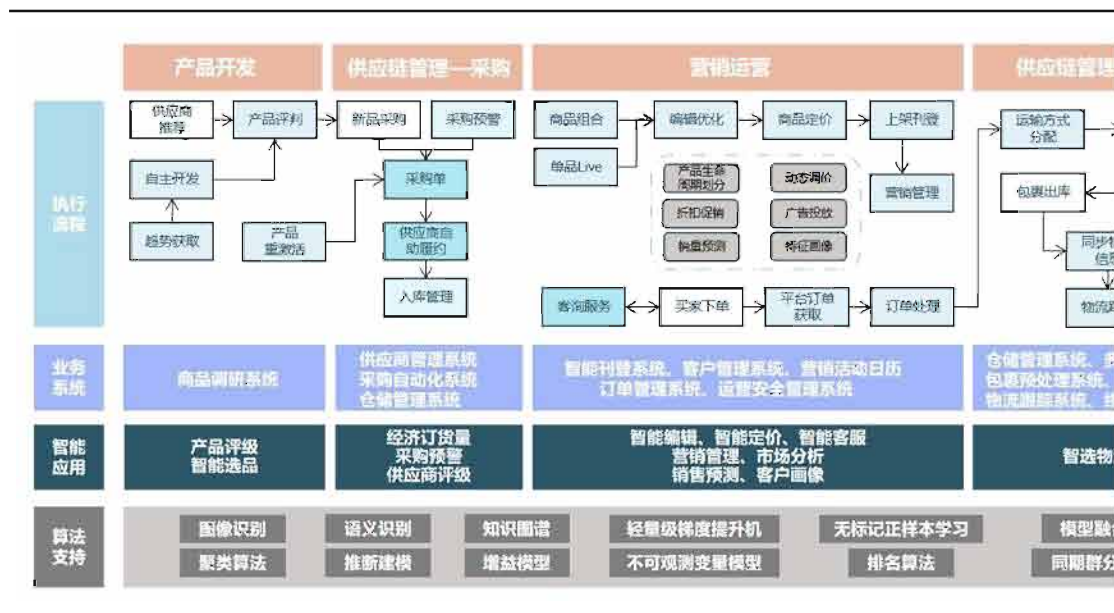 产品开发
供应链管理—采购
营销运营
供应链管理
执行
流程
供应商
推荐
产品评判
新品采购
采购预警
自主开发
采购单
趋势获取
产品
重激活
供应商自
助履约
入库管理
商品组合
编辑优化
商品定价
上架刊登
单品Live
产品生命
周期划分
动态调价
折扣促销
广告投放
销量预测
特征画像
营销管理
客询服务
买家下单
平台订单
获取
订单处理
运输方式
分配
包裹出库
同步
信
物流
业务
系统
商品调研系统
供应商管理系统
采购自动化系统
仓储管理系统
智能刊登系统、客户管理系统、营销活动日历
订单管理系统、运营安全管理系统
仓储管理系统、
包裹预处理系统、
物流跟踪系统、
智能
应用
产品评级
智能选品
经济订货量
采购预警
供应商评级
智能编辑、智能定价、智能客服
营销管理、市场分析
销售预测、客户画像
智选物
算法
支持
图像识别
语义识别
知识图谱
轻量级梯度提升机
无标记正样本学习
模型融
聚类算法
推断建模
增益模型
不可观测变量模型
排名算法
同期群分